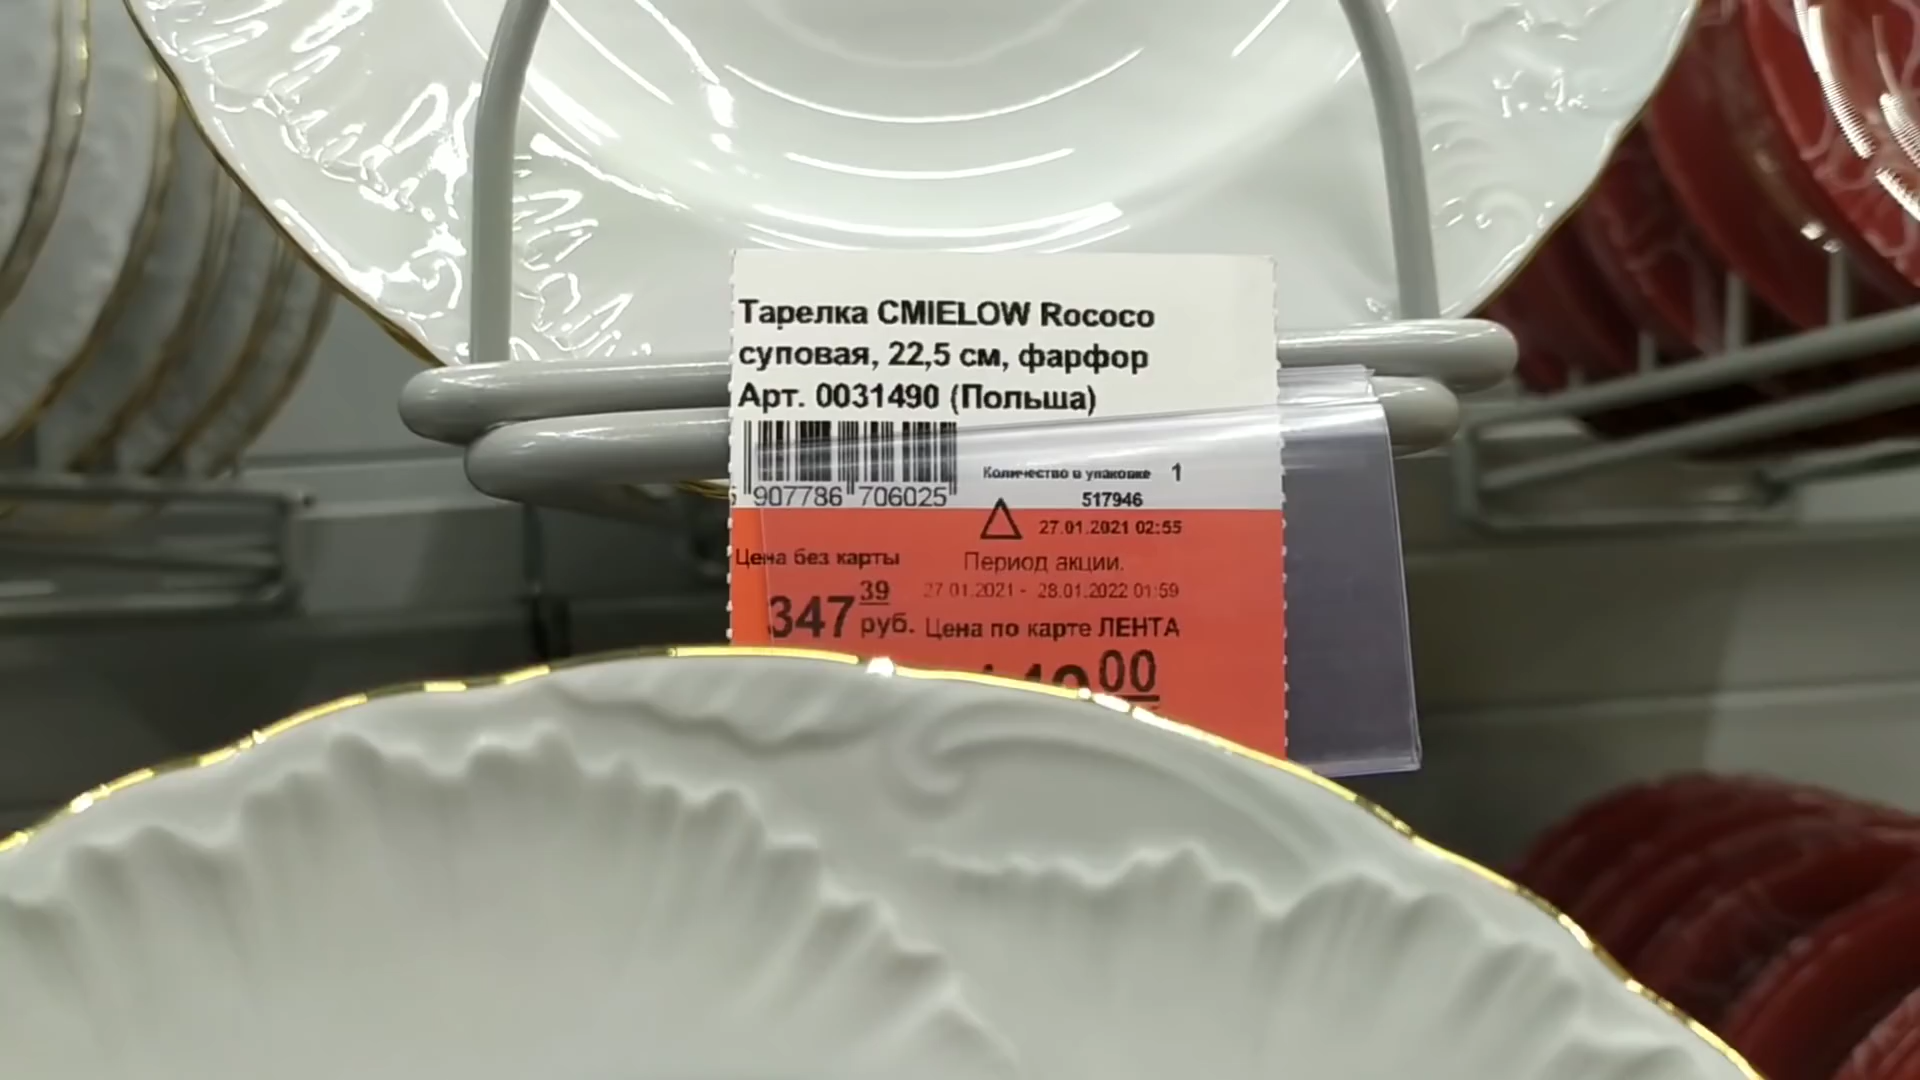 Тарелка CMIELOW Rococo
суповая, 22,5 см, фарфор
Арт. 0031490 (Польша)
Количество в упаковке 1
907786 706025
517946
27.01.2021 02:55
Цена без карты
Период акции.
27.01.2021 - 28.01.2022 01:59
347 39 руб.
Цена по карте ЛЕНТА
00